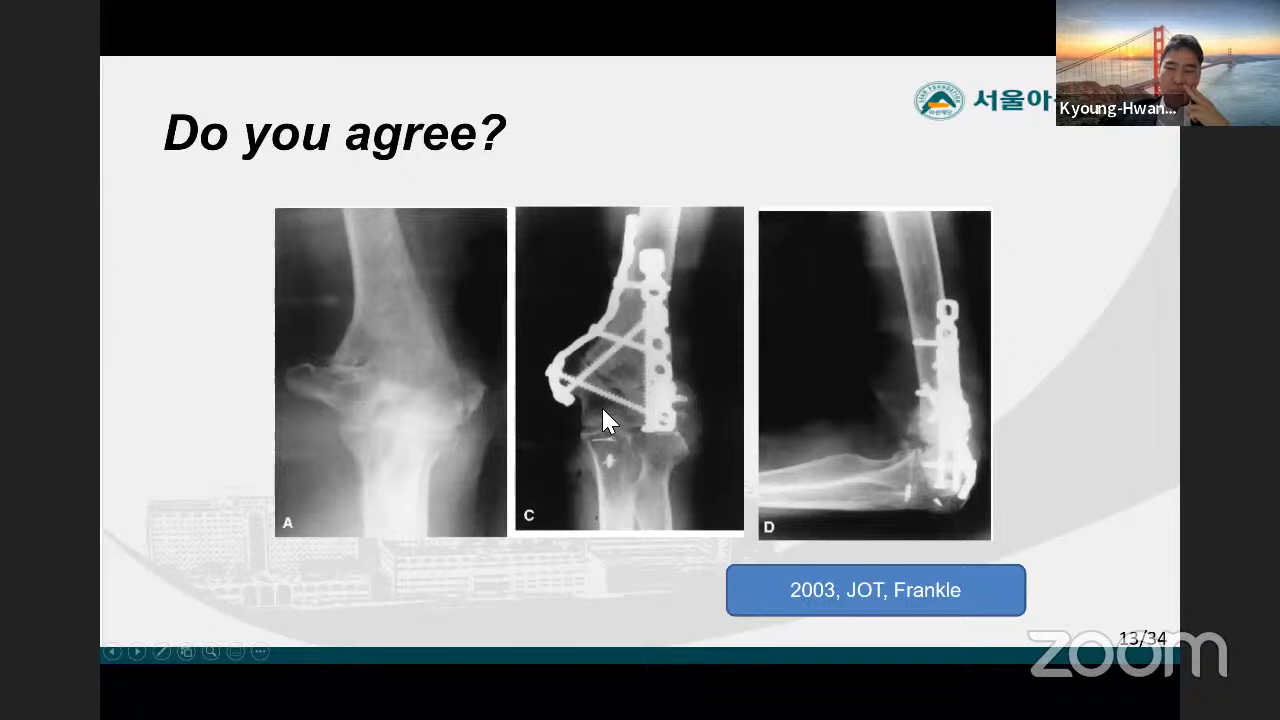 Do you agree?
서울아
Kyoung-Hwan...
A
C
D
2003, JOT, Frankle
13/34
zoom